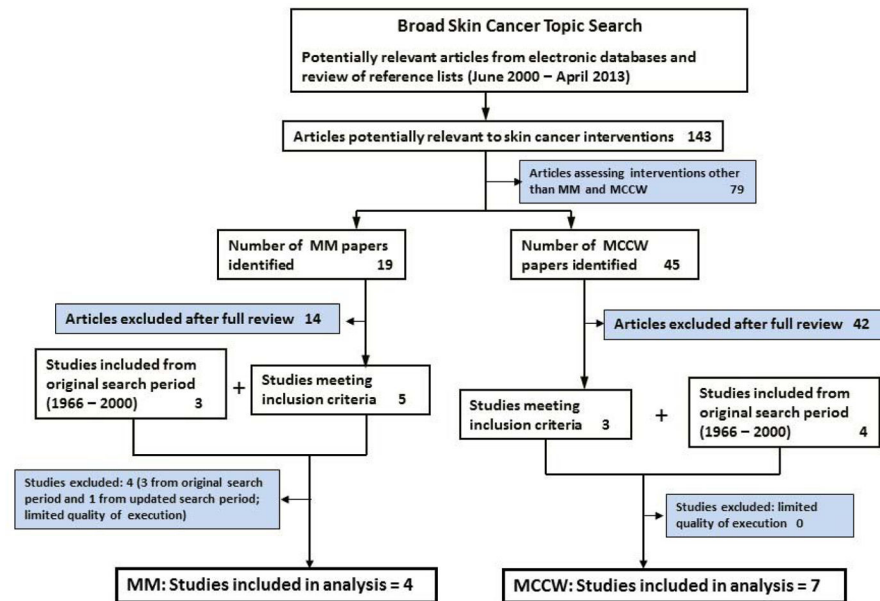 Broad Skin Cancer Topic Search
Potentially relevant articles from electronic databases and
review of reference lists (June 2000 – April 2013)
Articles potentially relevant to skin cancer interventions 143
Articles assessing interventions other
than MM and MCCW 79
Number of MM papers
identified 19
Number of MCCW
papers identified 45
Articles excluded after full review 14
Articles excluded after full review 42
Studies included from
original search period
(1966 – 2000) 3
+
Studies meeting
inclusion criteria 5
Studies meeting
inclusion criteria 3
+
Studies included from
original search period
(1966 – 2000) 4
Studies excluded: 4 (3 from original search
period and 1 from updated search period;
limited quality of execution)
Studies excluded: limited
quality of execution 0
MM: Studies included in analysis = 4
MCCW: Studies included in analysis = 7